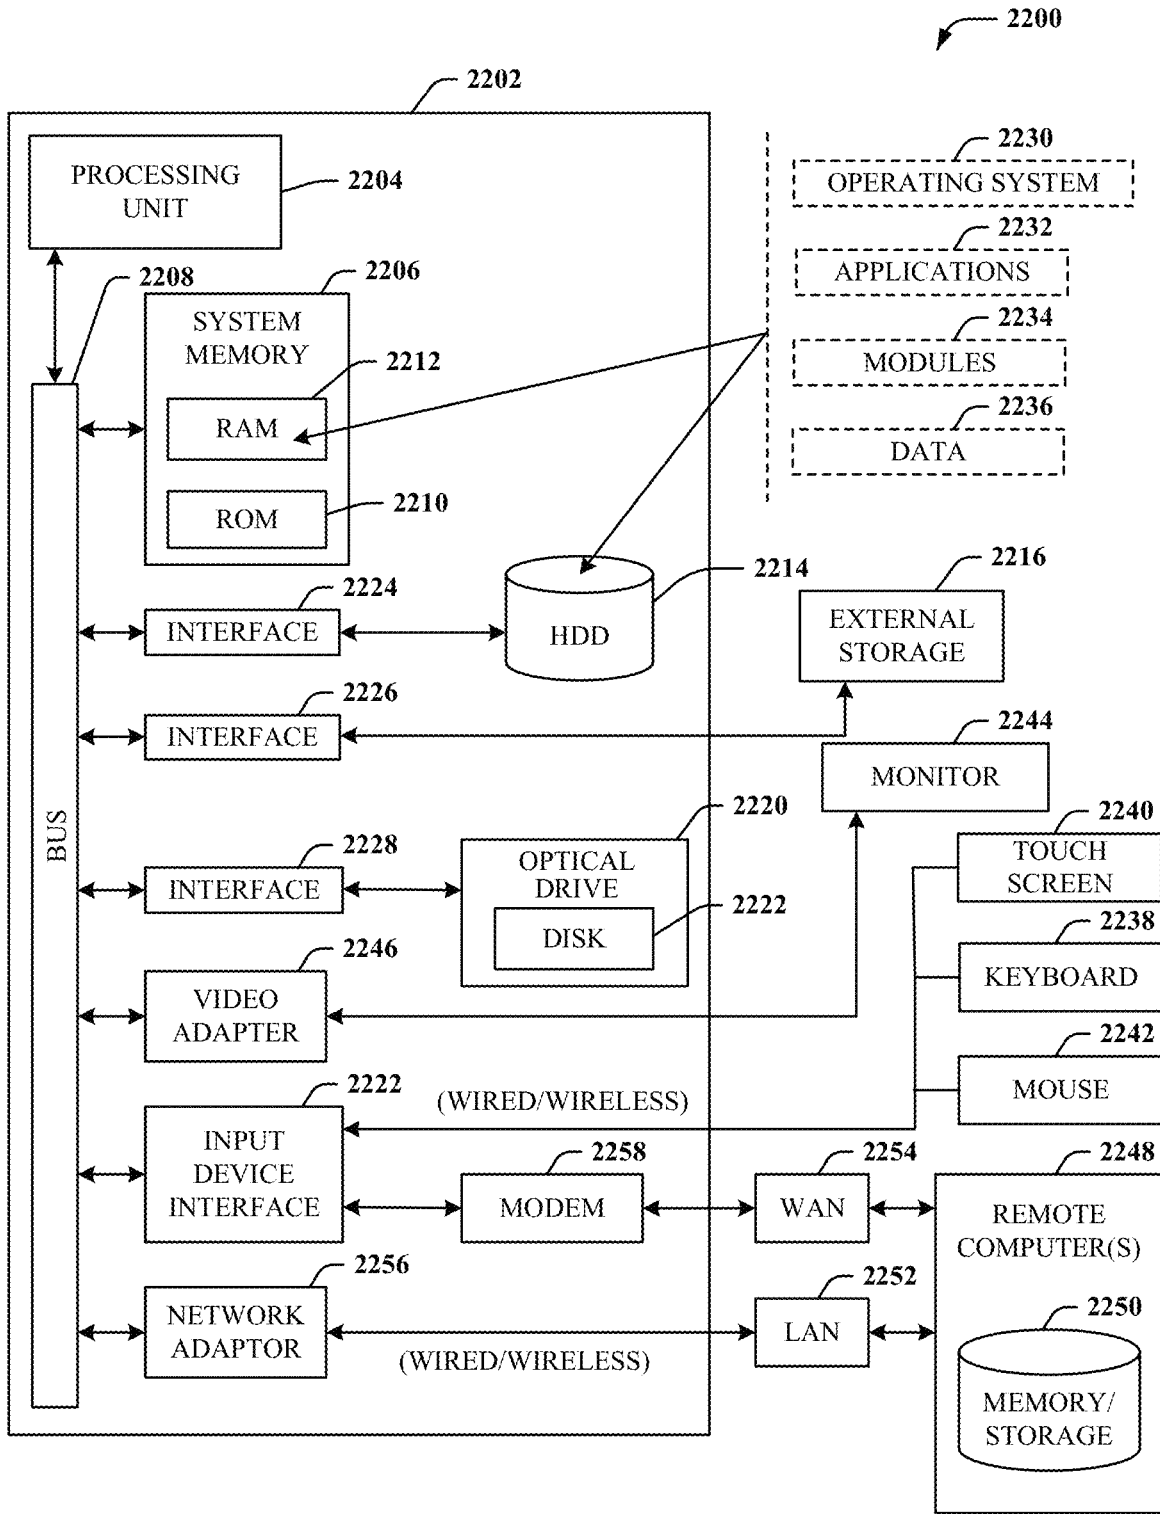 2200
2202
PROCESSING
UNIT
2204
2208
2206
SYSTEM
MEMORY
2212
RAM
2210
ROM
2230
OPERATING SYSTEM
2232
APPLICATIONS
2234
MODULES
2236
DATA
2224
INTERFACE
2214
HDD
2216
EXTERNAL
STORAGE
2226
INTERFACE
2244
MONITOR
BUS
2228
INTERFACE
2220
OPTICAL
DRIVE
2222
DISK
2240
TOUCH
SCREEN
2238
KEYBOARD
2242
MOUSE
2246
VIDEO
ADAPTER
2222
INPUT
DEVICE
INTERFACE
(WIRED/WIRELESS)
2258
MODEM
2254
WAN
2248
REMOTE
COMPUTER(S)
2256
NETWORK
ADAPTOR
(WIRED/WIRELESS)
2252
LAN
2250
MEMORY/
STORAGE